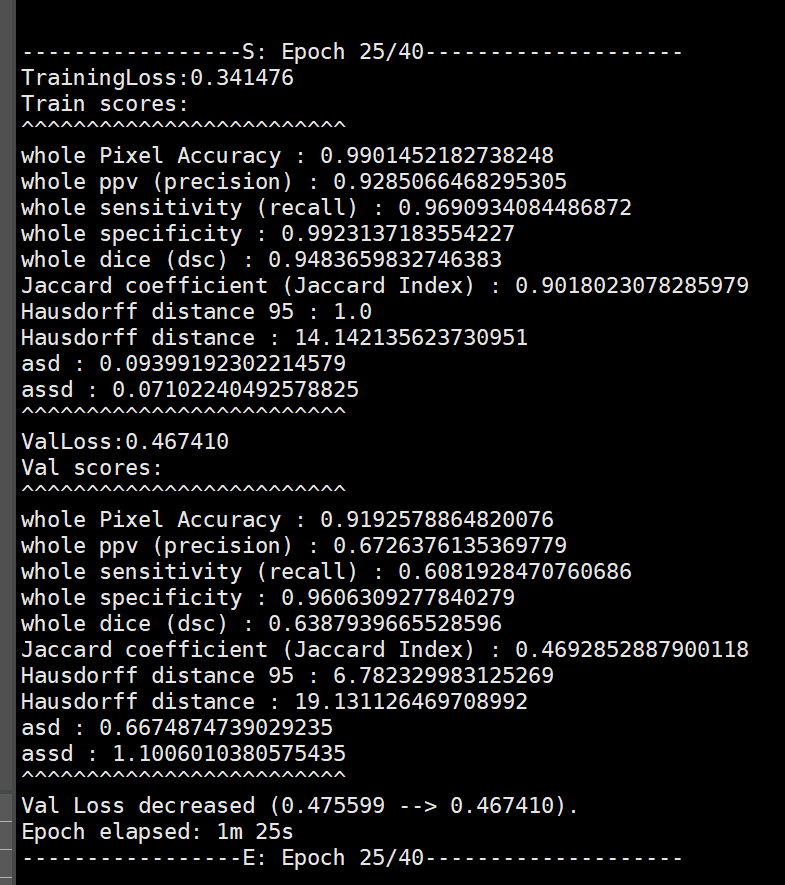 -----------------S: Epoch 25/40--------------------
TrainingLoss:0.341476
Train scores:
^^^^^^^^^^^^^^^^^^^^^^^^^
whole Pixel Accuracy : 0.9901452182738248
whole ppv (precision) : 0.9285066468295305
whole sensitivity (recall) : 0.9690934084486872
whole specificity : 0.9923137183554227
whole dice (dsc) : 0.9483659832746383
Jaccard coefficient (Jaccard Index) : 0.9018023078285979
Hausdorff distance 95 : 1.0
Hausdorff distance : 14.142135623730951
asd : 0.09399192302214579
assd : 0.07102240492578825
^^^^^^^^^^^^^^^^^^^^^^^^^
ValLoss:0.467410
Val scores:
^^^^^^^^^^^^^^^^^^^^^^^^^
whole Pixel Accuracy : 0.9192578864820076
whole ppv (precision) : 0.6726376135369779
whole sensitivity (recall) : 0.6081928470760686
whole specificity : 0.9606309277840279
whole dice (dsc) : 0.6387939665528596
Jaccard coefficient (Jaccard Index) : 0.4692852887900118
Hausdorff distance 95 : 6.782329983125269
Hausdorff distance : 19.131126469708992
asd : 0.6674874739029235
assd : 1.1006010380575435
^^^^^^^^^^^^^^^^^^^^^^^^^
Val Loss decreased (0.475599 --> 0.467410).
Epoch elapsed: 1m 25s
-----------------E: Epoch 25/40--------------------